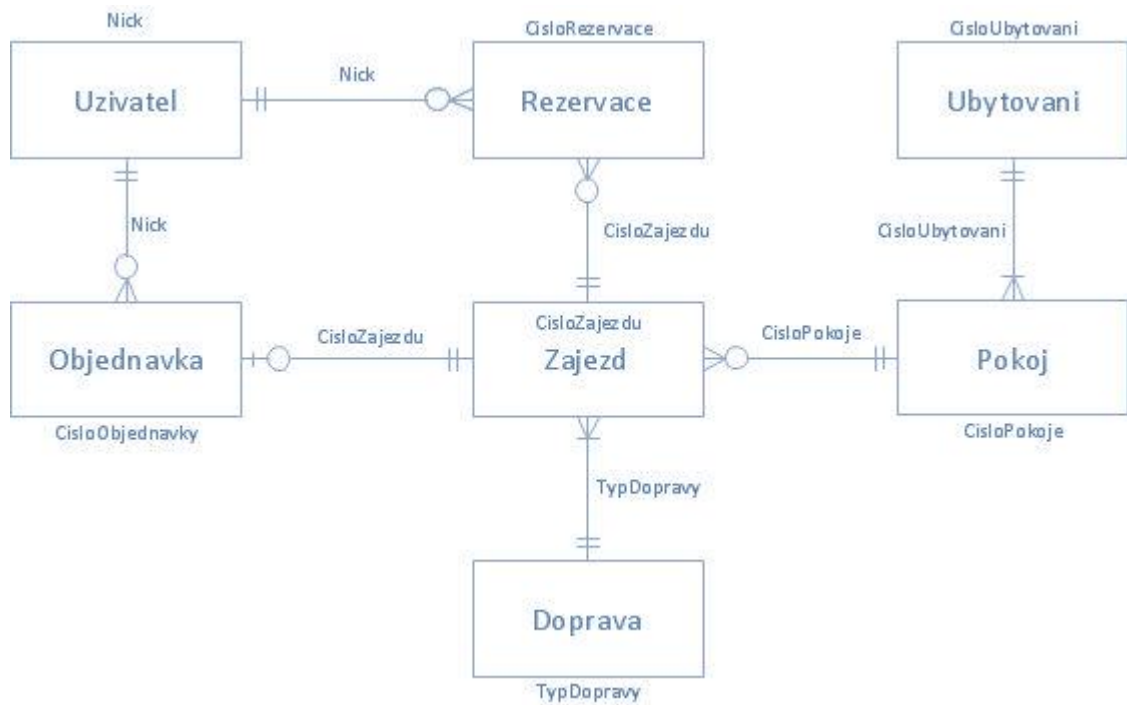 Nick
CisloRezervace
CisloUbytovani
Uzivatel
Nick
Rezervace
Ubytovani
Nick
CisloZajezdu
CisloUbytovani
Objednavka
CisloZajezdu
CisloZajezdu
Zajezd
CisloPokoje
Pokoj
CisloObjednavky
CisloPokoje
TypDopravy
Doprava
TypDopravy